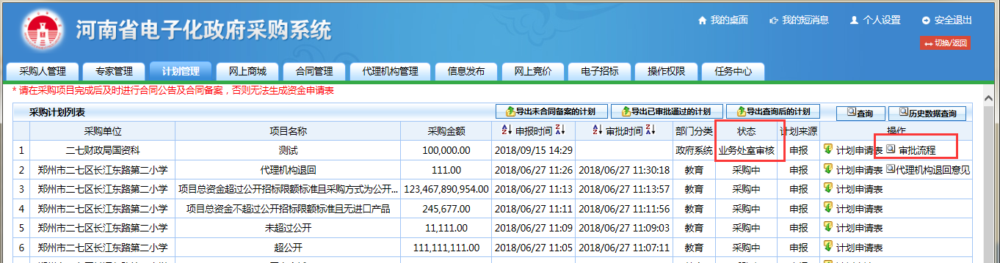 河南省电子化政府采购系统
我的桌面 我的短消息 个人设置 安全退出
切换/返回
采购人管理 专家管理 计划管理 网上商城 合同管理 代理机构管理 信息发布 网上竞价 电子招标 操作权限 任务中心
* 请在采购项目完成后及时进行合同公告及合同备案，否则无法生成资金申请表
采购计划列表 导出未合同备案的计划 导出已审批通过的计划 导出查询后的计划 查询 历史数据查询
采购单位 项目名称 采购金额 申报时间 审批时间 部门分类 状态 计划来源 操作
1 二七财政局国资科 测试 100,000.00 2018/09/15 14:29 政府系统 业务处室审核 申报 计划申请表 审批流程
2 郑州市二七区长江东路第二小学 代理机构退回 111.00 2018/06/27 11:26 2018/06/27 11:30:18 教育 采购中 申报 计划申请表 代理机构退回意见
3 郑州市二七区长江东路第二小学 项目总资金超过公开招标限额标准且采购方式为公开... 123,467,890,954.00 2018/06/27 11:13 2018/06/27 11:13:57 教育 采购中 申报 计划申请表
4 郑州市二七区长江东路第二小学 项目总资金不超过公开招标限额标准且无进口产品 245,677.00 2018/06/27 11:11 2018/06/27 11:11:56 教育 采购中 申报 计划申请表
5 郑州市二七区长江东路第二小学 未超过公开 11,111.00 2018/06/27 11:09 2018/06/27 11:09:03 教育 采购中 申报 计划申请表
6 郑州市二七区长江东路第二小学 超公开 111,111,111.00 2018/06/27 11:05 2018/06/27 11:07:11 教育 采购中 申报 计划申请表